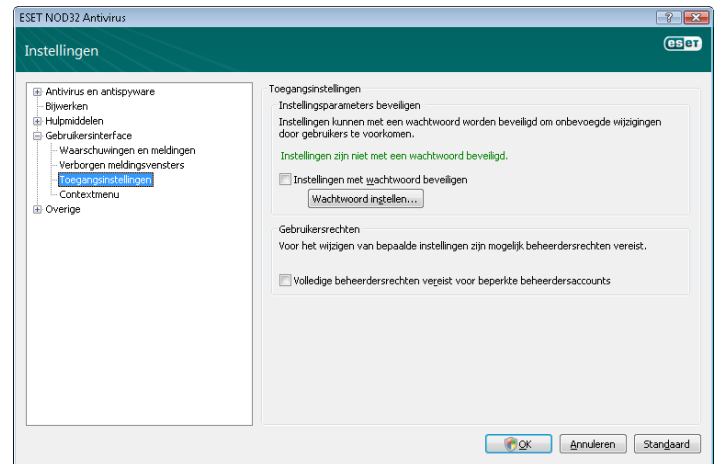 ESET NOD32 Antivirus
Instellingen
eset
Antivirus en antispyware
Bijwerken
Hulpmiddelen
Gebruikersinterface
Waarschuwingen en meldingen
Verborgen meldingsvensters
Toegangsinstellingen
Contextmenu
Overige
Toegangsinstellingen
Instellingsparameters beveiligen
Instellingen kunnen met een wachtwoord worden beveiligd om onbevoegde wijzigingen
door gebruikers te voorkomen.
Instellingen zijn niet met een wachtwoord beveiligd.
Instellingen met wachtwoord beveiligen
Wachtwoord instellen...
Gebruikersrechten
Voor het wijzigen van bepaalde instellingen zijn mogelijk beheerdersrechten vereist.
Volledige beheerdersrechten vereist voor beperkte beheerdersaccounts
OK
Annuleren
Standaard